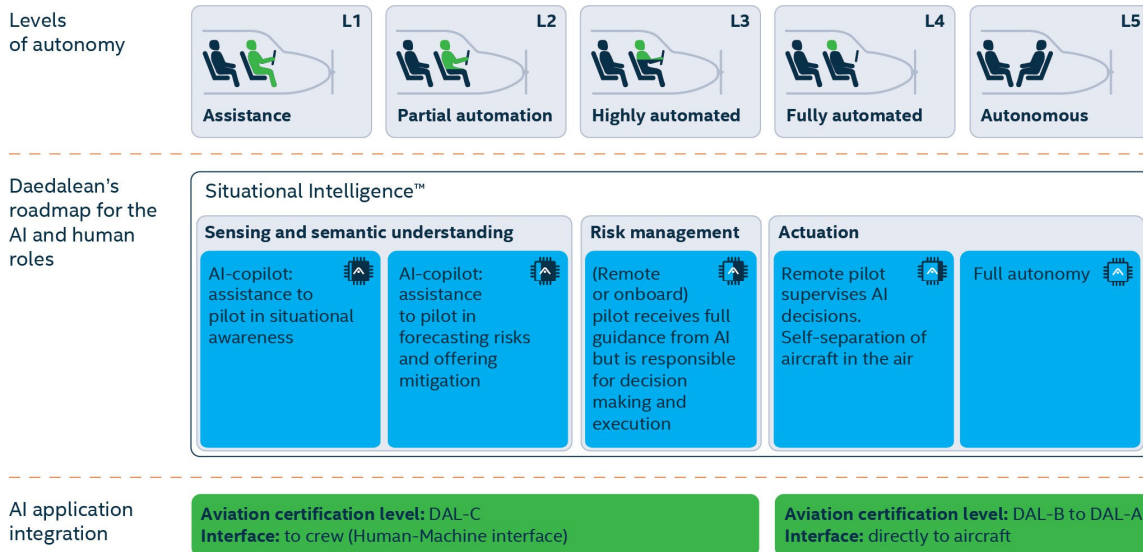 Levels
of autonomy
L1
Assistance
L2
Partial automation
L3
Highly automated
L4
Fully automated
L5
Autonomous
Daedalean's
roadmap for the
AI and human
roles
Situational Intelligence™
Sensing and semantic understanding
AI-copilot:
assistance to
pilot in situational
awareness
AI-copilot:
assistance
to pilot in
forecasting risks
and offering
mitigation
Risk management
(Remote
or onboard)
pilot receives full
guidance from AI
but is responsible
for decision
making and
execution
Actuation
Remote pilot
supervises AI
decisions.
Self-separation of
aircraft in the air
Full autonomy
AI application
integration
Aviation certification level: DAL-C
Interface: to crew (Human-Machine interface)
Aviation certification level: DAL-B to DAL-A
Interface: directly to aircraft